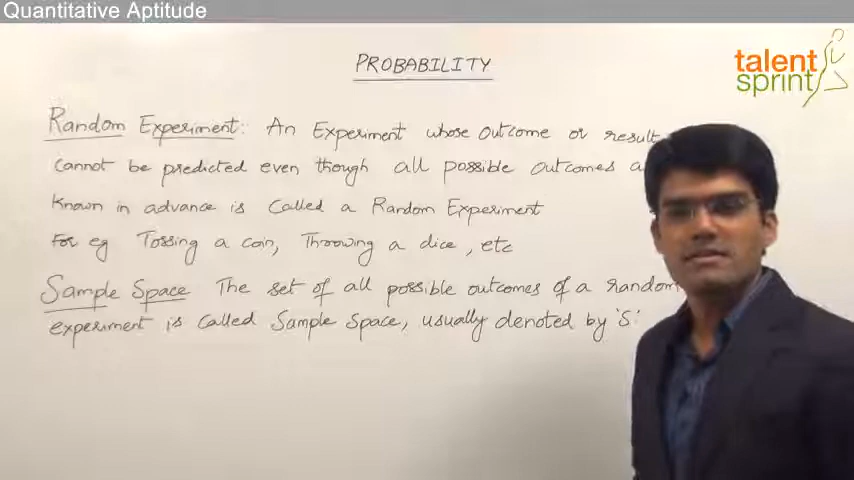 Quantitative Aptitude
PROBABILITY
talent
sprint
Random Experiment: An Experiment whose outcome or result
cannot be predicted even though all possible outcomes
known in advance is called a Random Experiment
For eg Tossing a coin, Throwing a dice, etc
Sample Space The set of all possible outcomes of a random
experiment is called Sample Space, usually denoted by 'S'